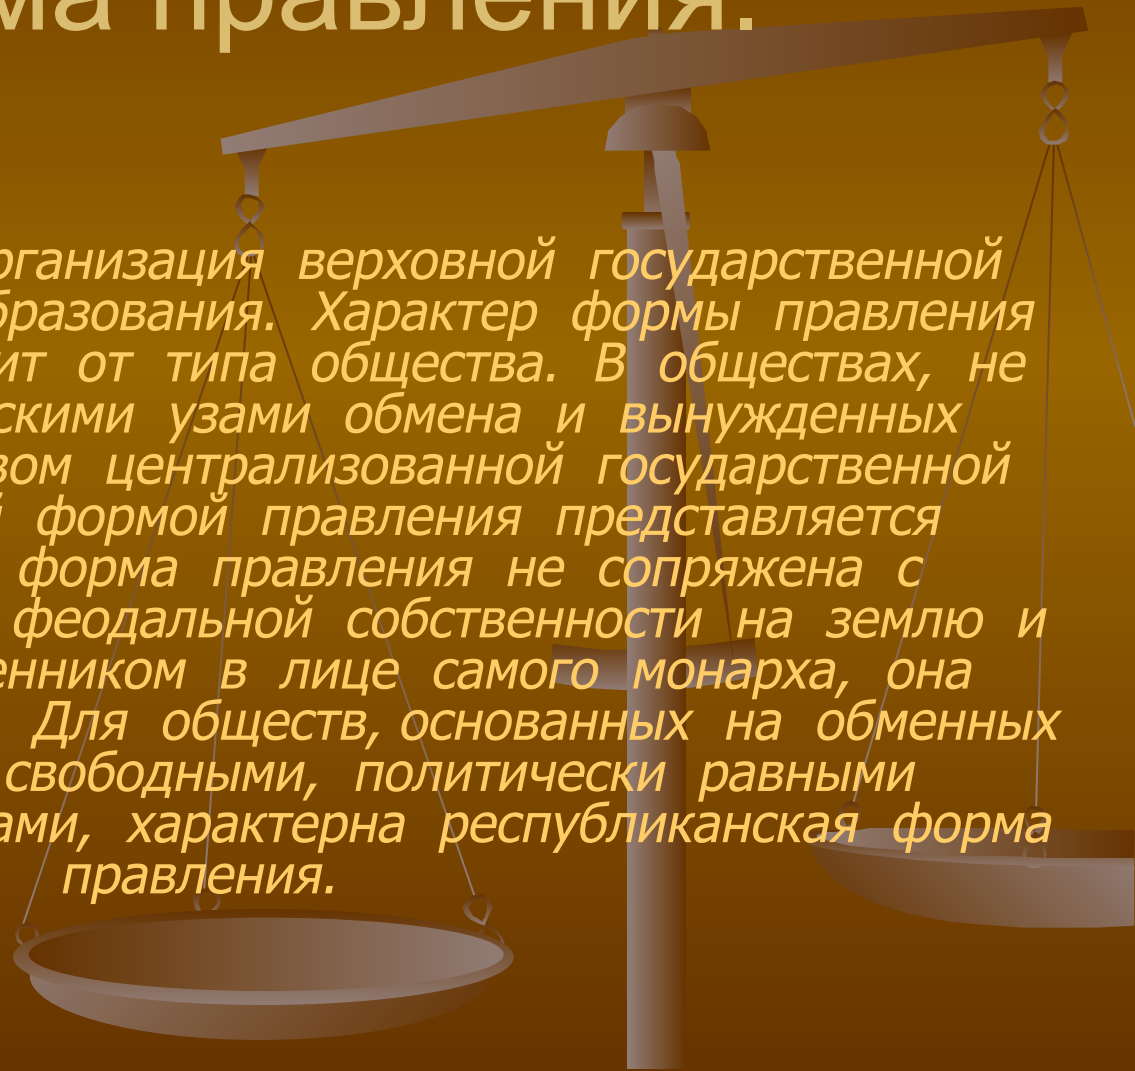 ма правления.
рганизация верховной государственной
бразования. Характер формы правления
ит от типа общества. В обществах, не
скими узами обмена и вынужденных
вом централизованной государственной
й формой правления представляется
форма правления не сопряжена с
феодальной собственности на землю и
енником в лице самого монарха, она
Для обществ, основанных на обменных
свободными, политически равными
ами, характерна республиканская форма
правления.